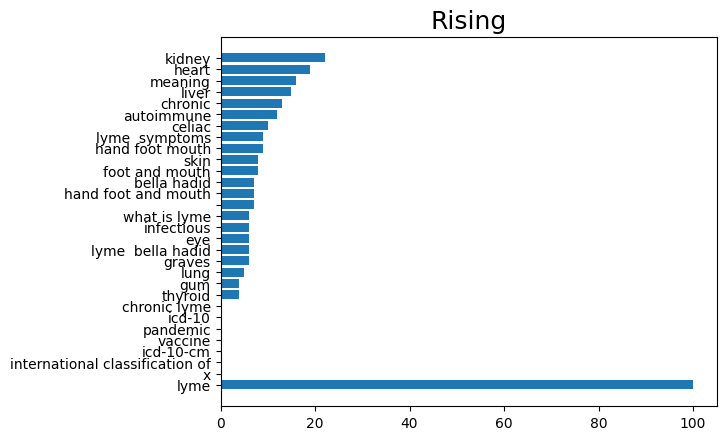 Rising
kidney
heart
meaning
liver
chronic
autoimmune
celiac
lyme  symptoms
hand foot mouth
skin
foot and mouth
bella hadid
hand foot and mouth
what is lyme
infectious
eye
lyme  bella hadid
graves
lung
gum
thyroid
chronic lyme
icd-10
pandemic
vaccine
icd-10-cm
international classification of
x
lyme
0 20 40 60 80 100